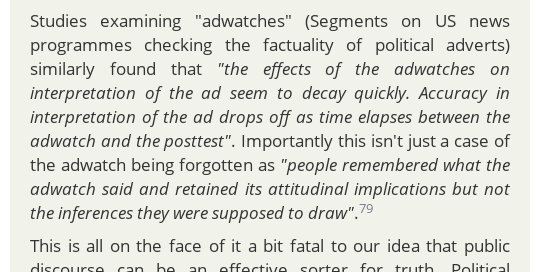 Studies examining "adwatches" (Segments on US news
programmes checking the factuality of political adverts)
similarly found that "the effects of the adwatches on
interpretation of the ad seem to decay quickly. Accuracy in
interpretation of the ad drops off as time elapses between the
adwatch and the posttest". Importantly this isn't just a case of
the adwatch being forgotten as "people remembered what the
adwatch said and retained its attitudinal implications but not
the inferences they were supposed to draw".79
This is all on the face of it a bit fatal to our idea that public
discourse can be an effective sorter for truth. Political